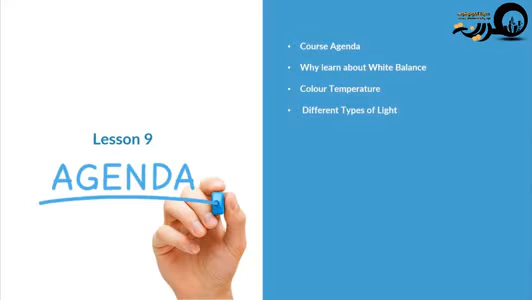 Lesson 9
AGENDA
• Course Agenda
• Why learn about White Balance
• Colour Temperature
• Different Types of Light